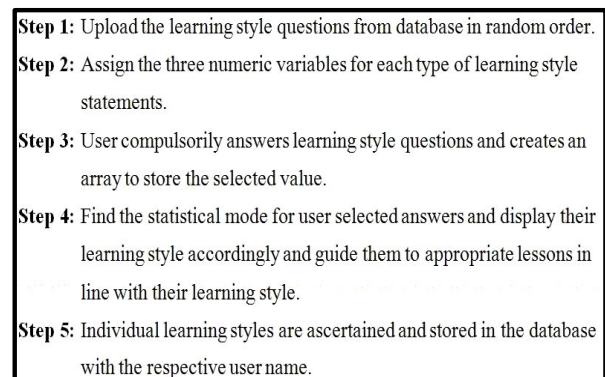 Step 1: Upload the learning style questions from database in random order.
Step 2: Assign the three numeric variables for each type of learning style
statements.
Step 3: User compulsorily answers learning style questions and creates an
array to store the selected value.
Step 4: Find the statistical mode for user selected answers and display their
learning style accordingly and guide them to appropriate lessons in
line with their learning style.
Step 5: Individual learning styles are ascertained and stored in the database
with the respective user name.